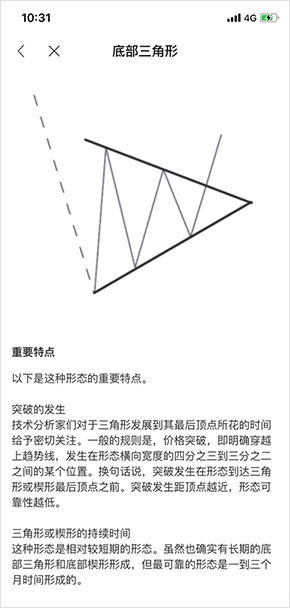 10:31
4G
底部三角形
重要特点
以下是这种形态的重要特点。
突破的发生
技术分析家们对于三角形发展到其最后顶点所花的时间
给予密切关注。一般的规则是，价格突破，即明确穿越
上趋势线，发生在形态横向宽度的四分之三到三分之二
之间的某个位置。换句话说，突破发生在形态到达三角
形或楔形最后顶点之前。突破发生距顶点越近，形态可
靠性越低。
三角形或楔形的持续时间
这种形态是相对较短期的形态。虽然也确实有长期的底
部三角形和底部楔形形成，但最可靠的形态是一到三个
月时间形成的。